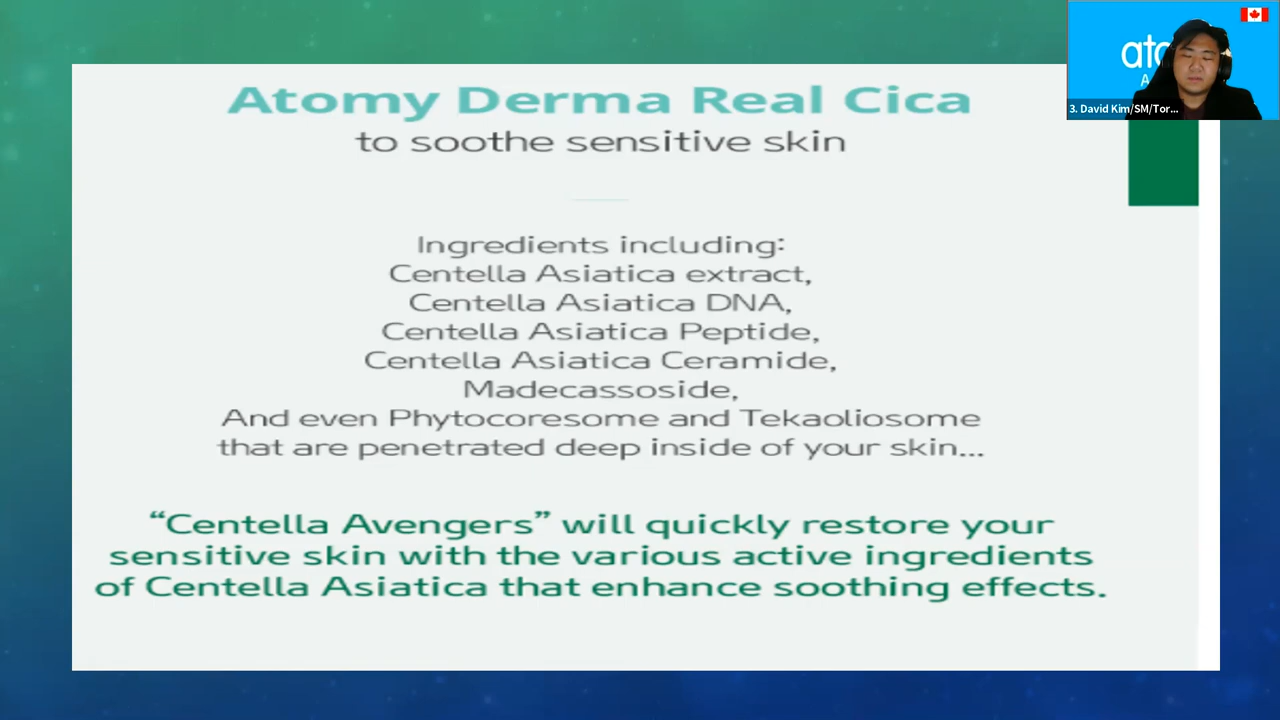 Atomy Derma Real Cica
to soothe sensitive skin
Ingredients including:
Centella Asiatica extract,
Centella Asiatica DNA,
Centella Asiatica Peptide,
Centella Asiatica Ceramide,
Madecassoside,
And even Phytocoresome and Tekaoliosome
that are penetrated deep inside of your skin...
“Centella Avengers” will quickly restore your
sensitive skin with the various active ingredients
of Centella Asiatica that enhance soothing effects.
3. David Kim/SM/Tor...